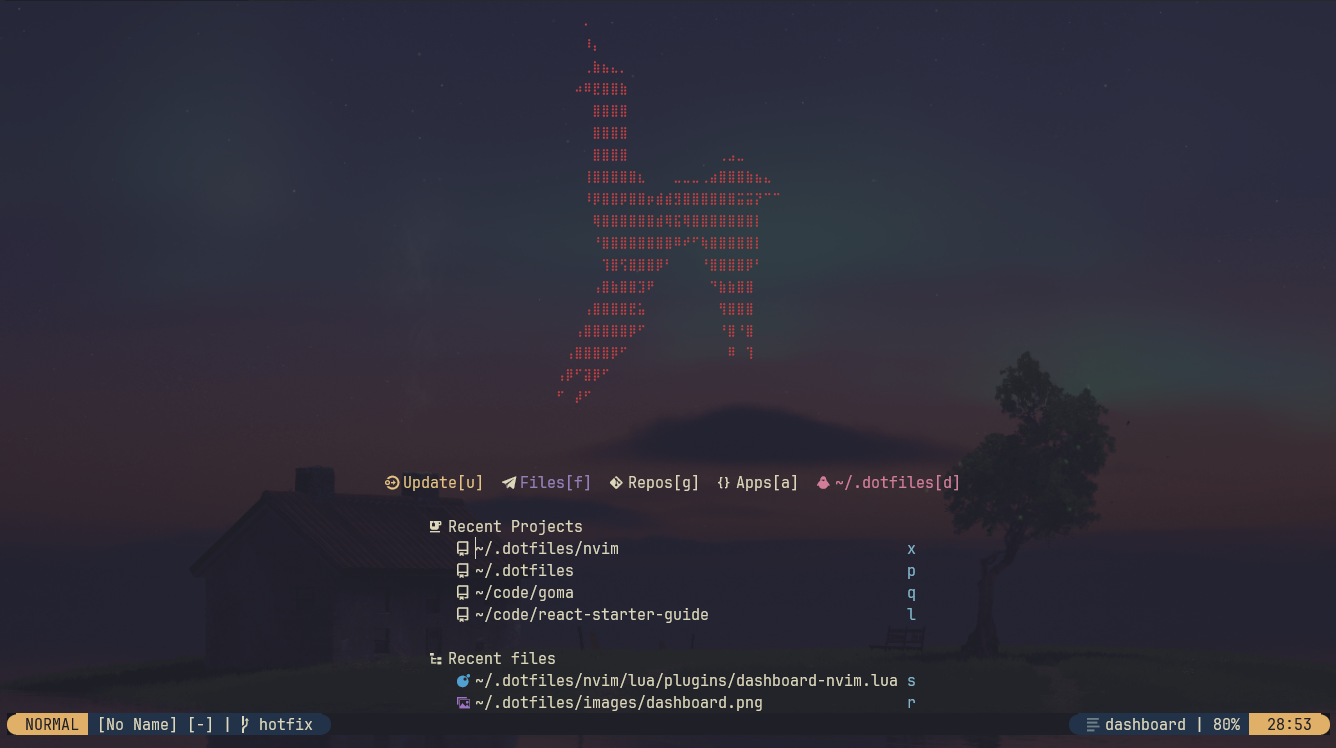 Update[u] Files[f] Repos[g] {} Apps[a] ~/.dotfiles[d]
Recent Projects
~/.dotfiles/nvim x
~/.dotfiles p
~/code/goma q
~/code/react-starter-guide l
Recent files
~/.dotfiles/nvim/lua/plugins/dashboard-nvim.lua s
~/.dotfiles/images/dashboard.png r
NORMAL [No Name] [-] | hotfix dashboard | 80% 28:53